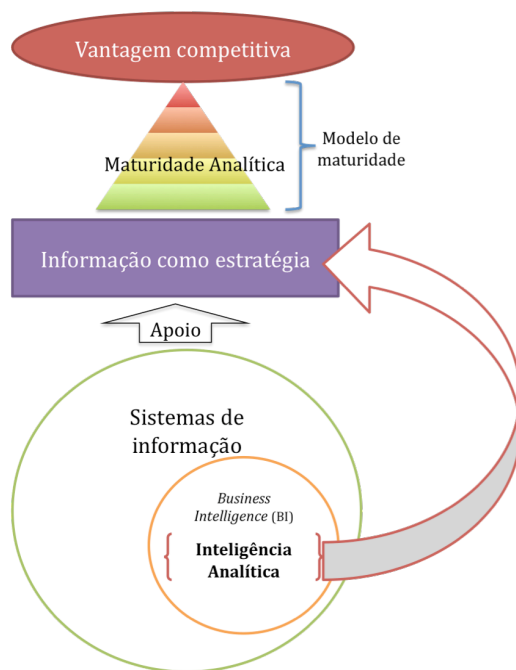 Vantagem competitiva
Modelo de
maturidade
Maturidade Analítica
Informação como estratégia
Apoio
Sistemas de
informação
Business
Intelligence (BI)
Inteligência
Analítica